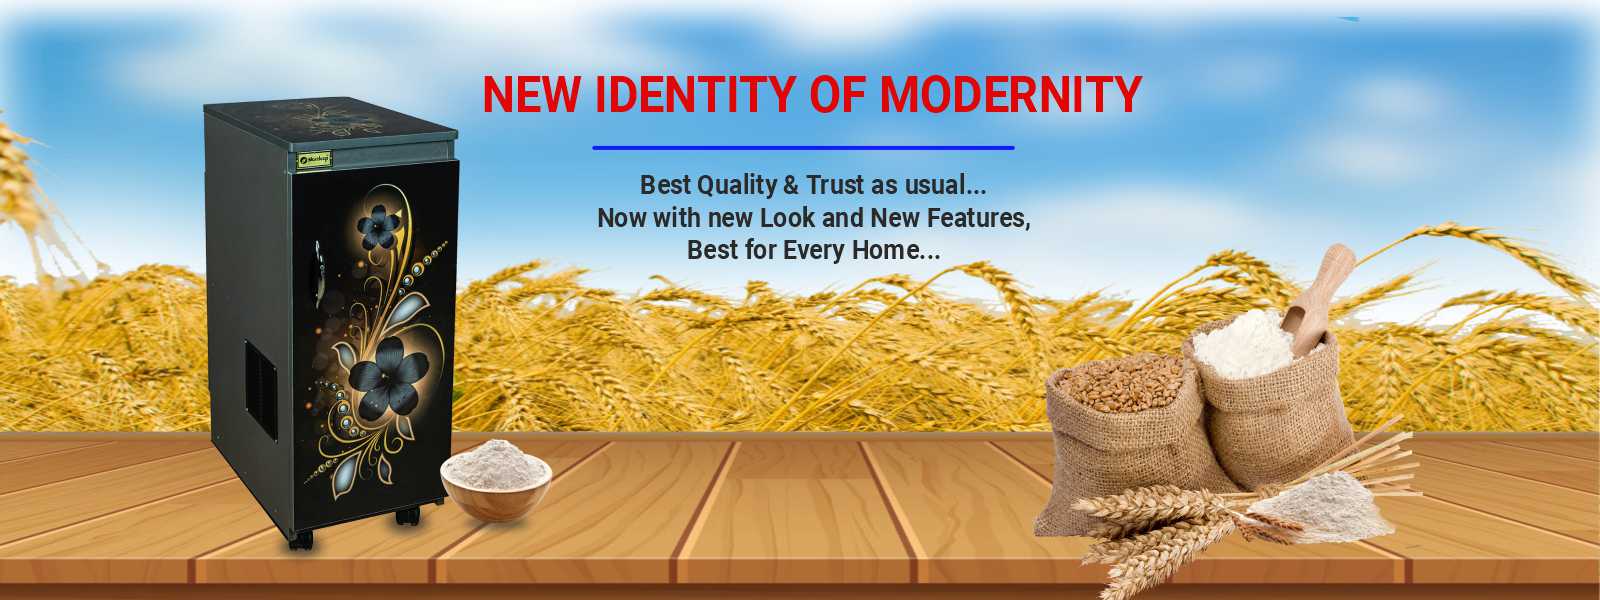 NEW IDENTITY OF MODERNITY
Best Quality & Trust as usual...
Now with new Look and New Features,
Best for Every Home...